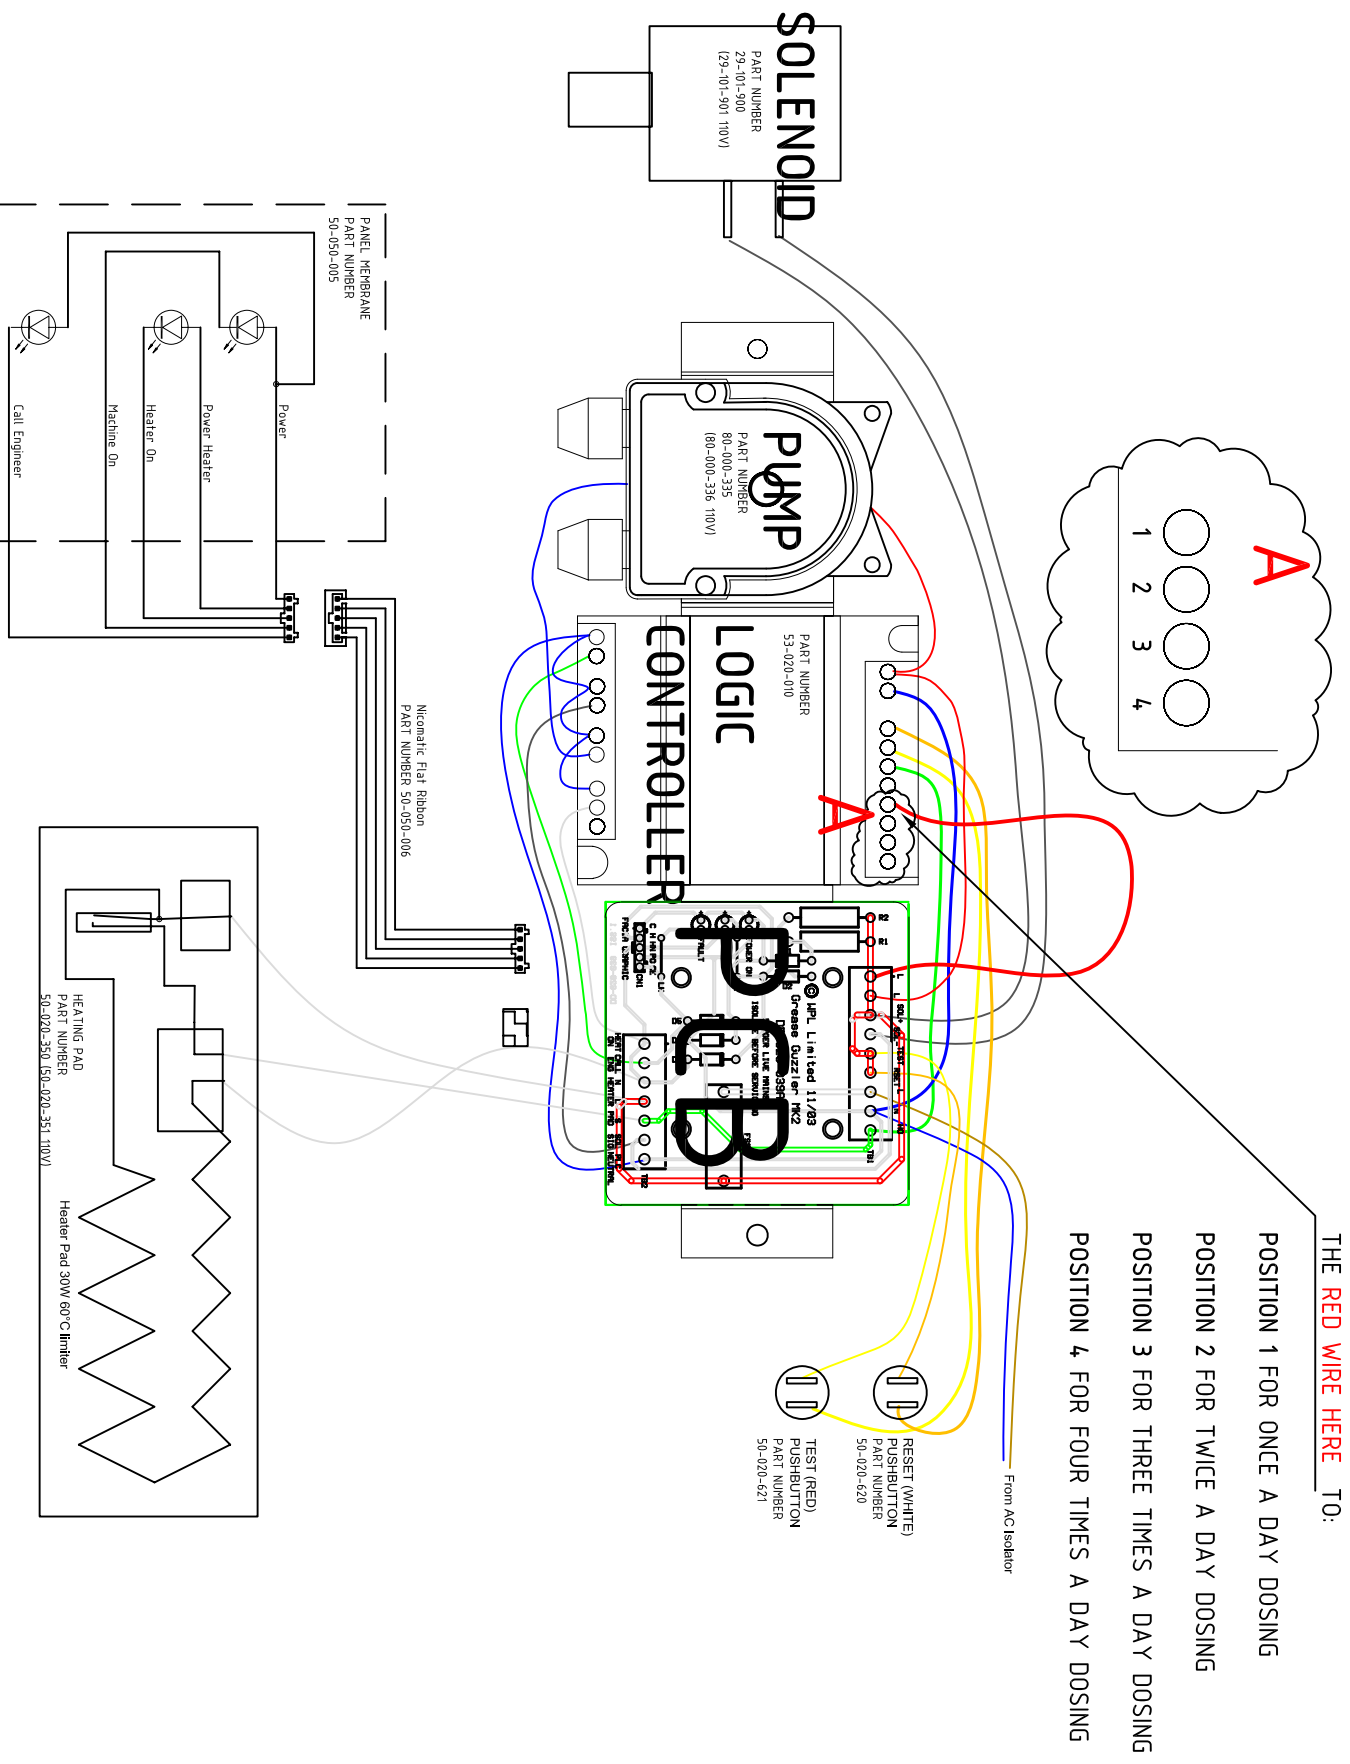 SOLENOID
PART NUMBER
29-101-900
(29-101-901 110V)
PANEL MEMBRANE
PART NUMBER
50-050-005
Power
Power Heater
Heater On
Machine On
Call Engineer
PUMP
PART NUMBER
80-000-335
(80-000-336 110V)
A
1
2
3
4
PART NUMBER
53-020-010
LOGIC
CONTROLLER
A
Nicomatic Flat Ribbon
PART NUMBER 50-050-006
PCB
R2
R1
WPL Limited 11/03
Grease Guzzler MK2
CN1
TB1
TB2
HEATING PAD
PART NUMBER
50-020-350 (50-020-351 110V)
Heater Pad 30W 60°C limiter
THE RED WIRE HERE TO:
POSITION 1 FOR ONCE A DAY DOSING
POSITION 2 FOR TWICE A DAY DOSING
POSITION 3 FOR THREE TIMES A DAY DOSING
POSITION 4 FOR FOUR TIMES A DAY DOSING
From AC Isolator
RESET (WHITE)
PUSHBUTTON
PART NUMBER
50-020-620
TEST (RED)
PUSHBUTTON
PART NUMBER
50-020-621